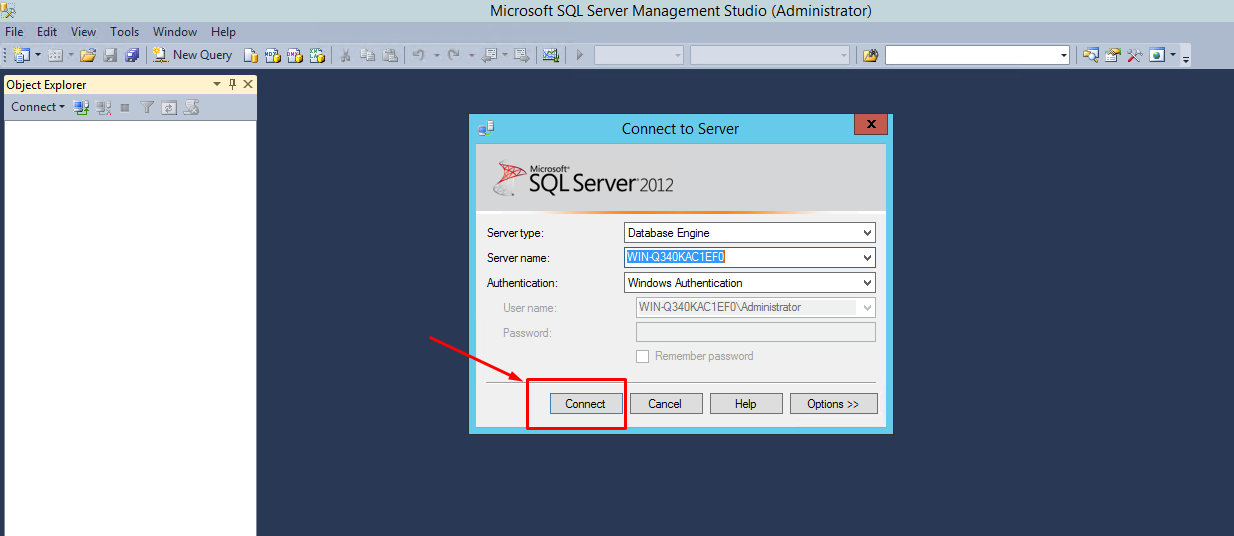 Microsoft SQL Server Management Studio (Administrator)
File Edit View Tools Window Help
New Query
Object Explorer
Connect
Connect to Server
Microsoft®
SQL Server® 2012
Server type: Database Engine
Server name: WIN-Q340KAC1EF0
Authentication: Windows Authentication
User name: WIN-Q340KAC1EF0\Administrator
Password:
Remember password
Connect Cancel Help Options >>